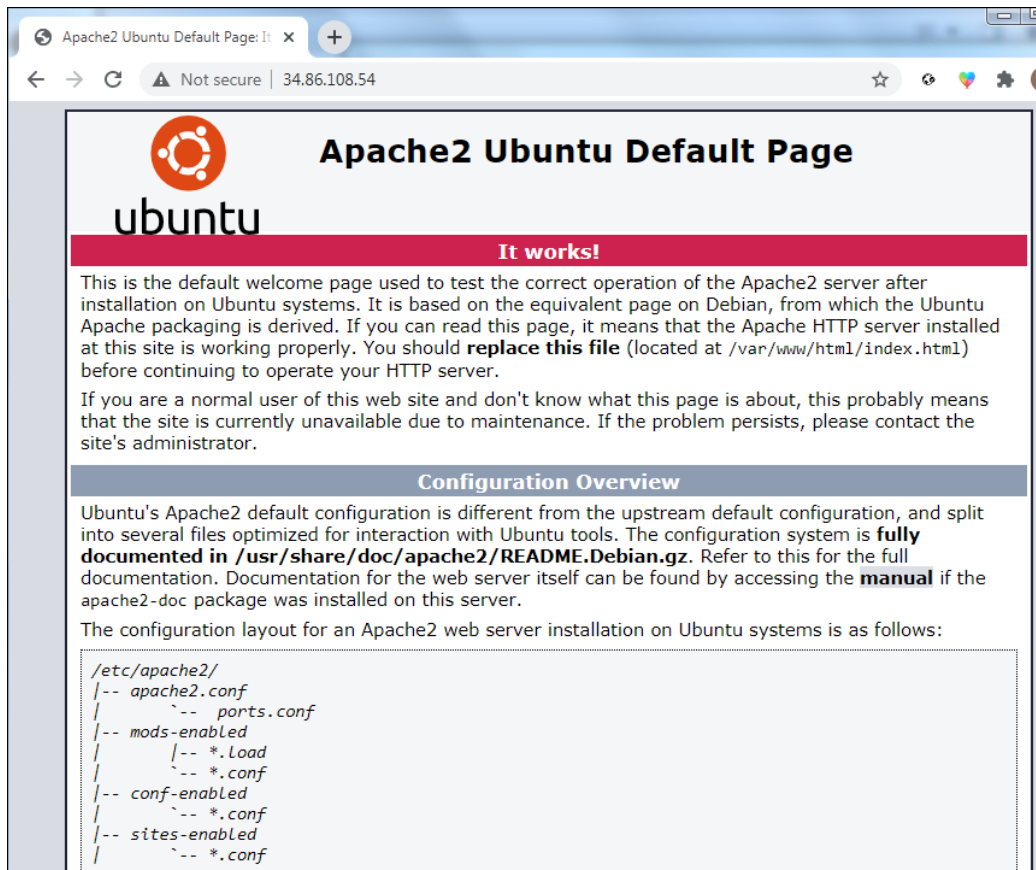 Apache2 Ubuntu Default Page: It
Not secure | 34.86.108.54
ubuntu
Apache2 Ubuntu Default Page
It works!
This is the default welcome page used to test the correct operation of the Apache2 server after
installation on Ubuntu systems. It is based on the equivalent page on Debian, from which the Ubuntu
Apache packaging is derived. If you can read this page, it means that the Apache HTTP server installed
at this site is working properly. You should replace this file (located at /var/www/html/index.html)
before continuing to operate your HTTP server.
If you are a normal user of this web site and don't know what this page is about, this probably means
that the site is currently unavailable due to maintenance. If the problem persists, please contact the
site's administrator.
Configuration Overview
Ubuntu's Apache2 default configuration is different from the upstream default configuration, and split
into several files optimized for interaction with Ubuntu tools. The configuration system is fully
documented in /usr/share/doc/apache2/README.Debian.gz. Refer to this for the full
documentation. Documentation for the web server itself can be found by accessing the manual if the
apache2-doc package was installed on this server.
The configuration layout for an Apache2 web server installation on Ubuntu systems is as follows:
/etc/apache2/
|-- apache2.conf
|       `--  ports.conf
|-- mods-enabled
|       |-- *.load
|       `-- *.conf
|-- conf-enabled
|       `-- *.conf
|-- sites-enabled
|       `-- *.conf